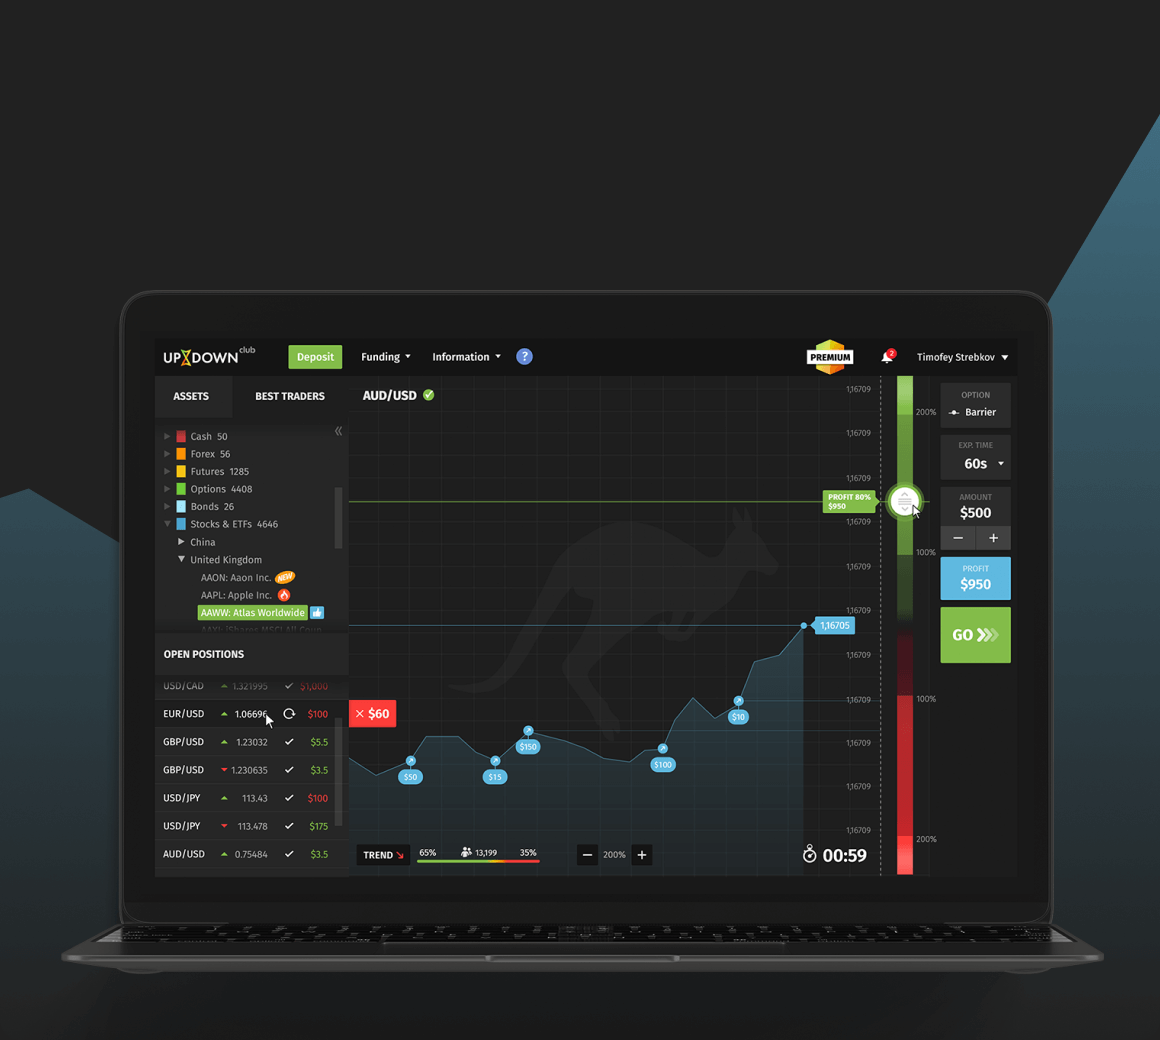 UP DOWN club
Deposit
Funding
Information
?
PREMIUM
2
Timofey Strebkov
ASSETS
BEST TRADERS
Cash 50
Forex 56
Futures 1285
Options 4408
Bonds 26
Stocks & ETFs 4646
China
United Kingdom
AAON: Aaon Inc. NEW
AAPL: Apple Inc.
AAWW: Atlas Worldwide
OPEN POSITIONS
USD/CAD 1.321995 $1,000
EUR/USD 1.06696 $100
GBP/USD 1.23032 $5.5
GBP/USD 1.230635 $3.5
USD/JPY 113.43 $100
USD/JPY 113.478 $175
AUD/USD 0.75484 $3.5
AUD/USD
1,16709
1,16709
1,16709
PROFIT 80%
$950
1,16709
1,16709
1,16709
1,16705
1,16709
1,16709
1,16709
1,16709
1,16709
× $60
$50
$15
$150
$100
$10
TREND
65%
13,199
35%
− 200% +
00:59
200%
100%
100%
200%
OPTION
Barrier
EXP. TIME
60s
AMOUNT
$500
− +
PROFIT
$950
GO